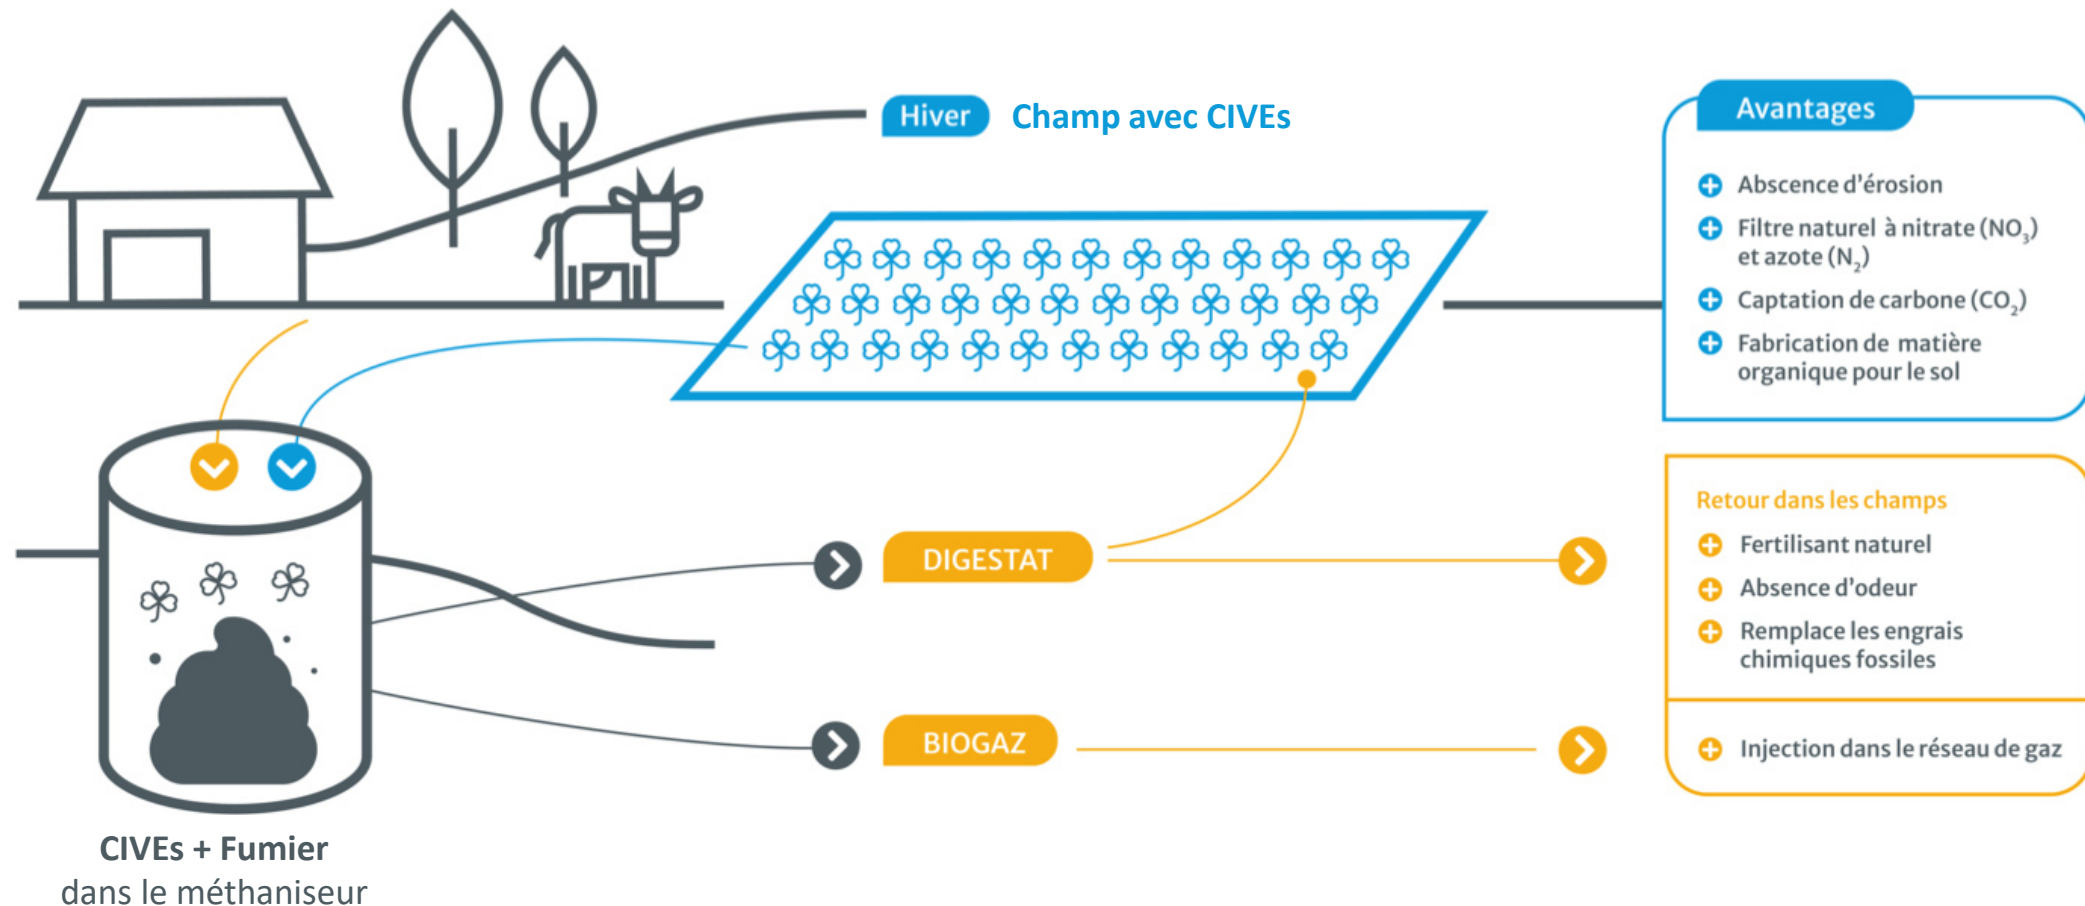 Hiver
Champ avec CIVEs
Avantages
Abscence d'érosion
Filtre naturel à nitrate (NO₃)
et azote (N₂)
Captation de carbone (CO₂)
Fabrication de matière
organique pour le sol
Retour dans les champs
Fertilisant naturel
Absence d'odeur
Remplace les engrais
chimiques fossiles
Injection dans le réseau de gaz
DIGESTAT
BIOGAZ
CIVEs + Fumier
dans le méthaniseur